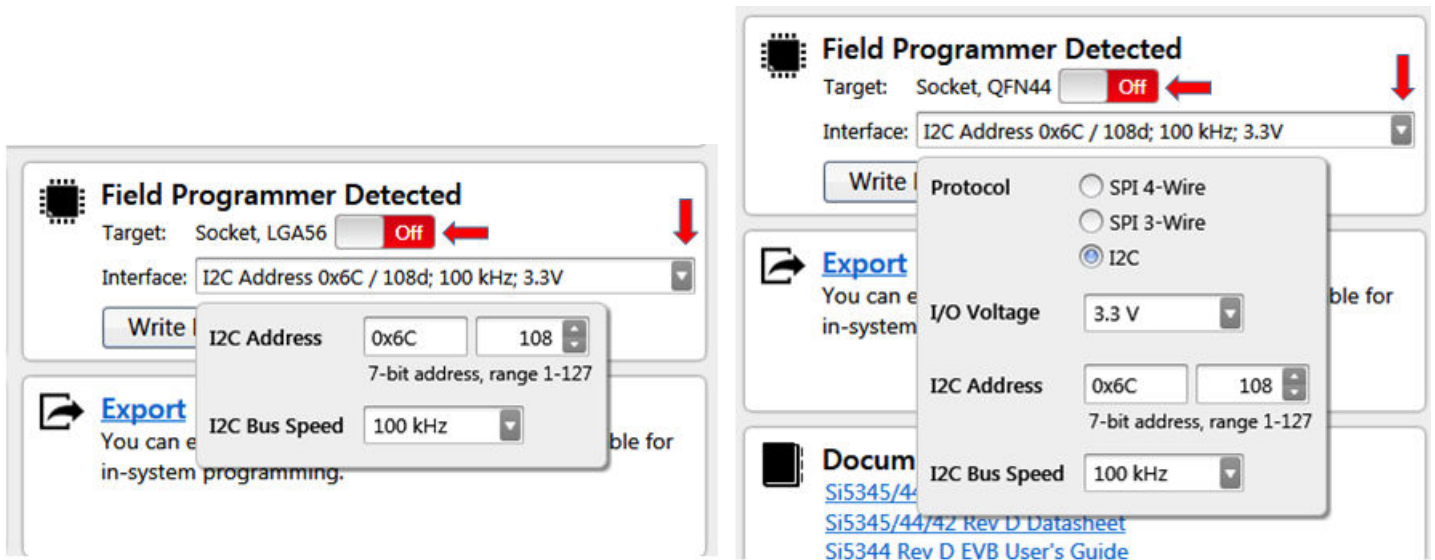 Field Programmer Detected
Target: Socket, LGA56 Off
Interface: I2C Address 0x6C / 108d; 100 kHz; 3.3V
Write
I2C Address 0x6C 108
7-bit address, range 1-127
I2C Bus Speed 100 kHz
Export
You can e ble for
in-system programming.
Field Programmer Detected
Target: Socket, QFN44 Off
Interface: I2C Address 0x6C / 108d; 100 kHz; 3.3V
Write
Protocol SPI 4-Wire
SPI 3-Wire
I2C
I/O Voltage 3.3 V
I2C Address 0x6C 108
7-bit address, range 1-127
I2C Bus Speed 100 kHz
Export
You can e ble for
in-system
Docum
Si5345/44
Si5345/44/42 Rev D Datasheet
Si5344 Rev D EVB User's Guide